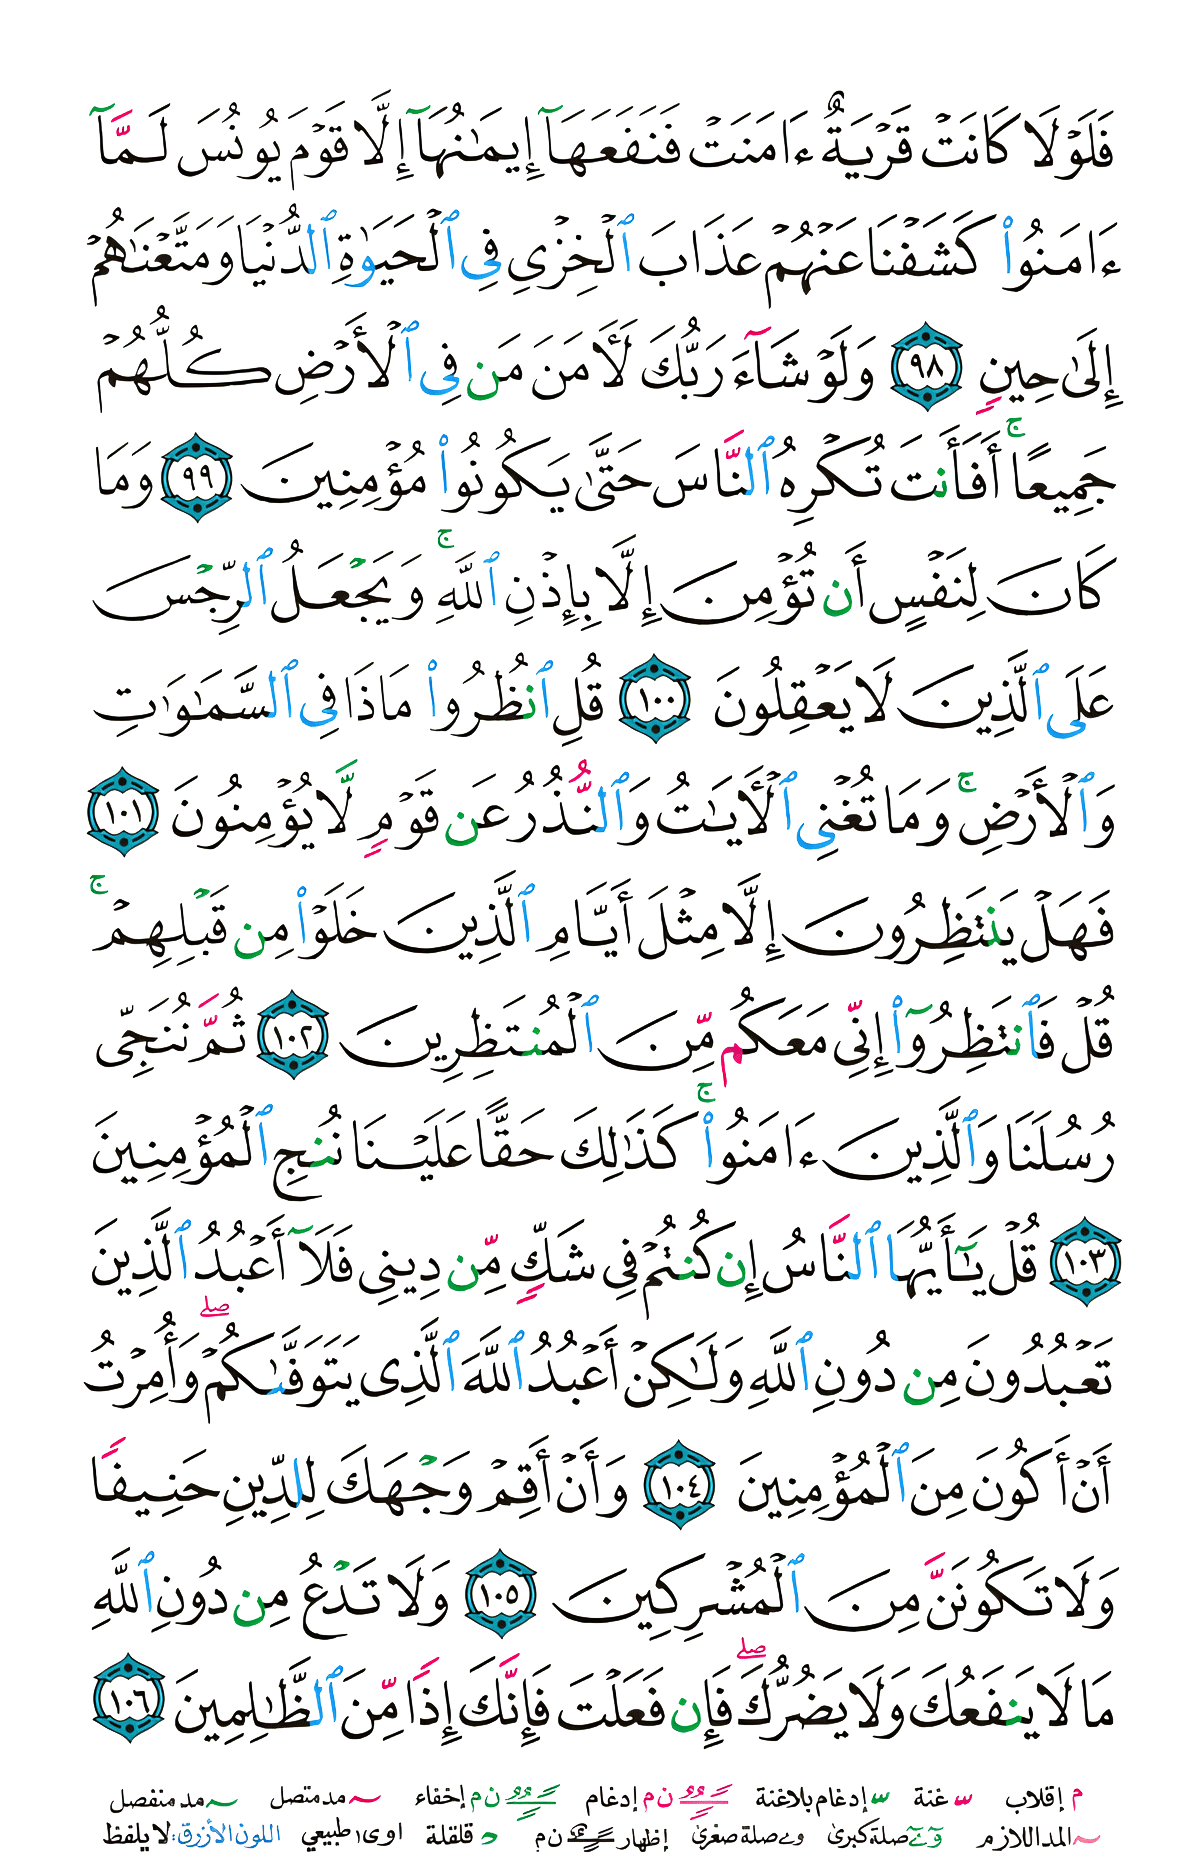 فَلَوۡلَا كَانَتۡ قَرۡيَةٌ ءَامَنَتۡ فَنَفَعَهَآ إِيمَٰنُهَآ إِلَّا قَوۡمَ يُونُسَ لَمَّآ
ءَامَنُواْ كَشَفۡنَا عَنۡهُمۡ عَذَابَ ٱلۡخِزۡيِ فِي ٱلۡحَيَوٰةِ ٱلدُّنۡيَا وَمَتَّعۡنَٰهُمۡ
إِلَىٰ حِينٖ ٩٨ وَلَوۡ شَآءَ رَبُّكَ لَأٓمَنَ مَن فِي ٱلۡأَرۡضِ كُلُّهُمۡ
جَمِيعًاۚ أَفَأَنتَ تُكۡرِهُ ٱلنَّاسَ حَتَّىٰ يَكُونُواْ مُؤۡمِنِينَ ٩٩ وَمَا
كَانَ لِنَفۡسٍ أَن تُؤۡمِنَ إِلَّا بِإِذۡنِ ٱللَّهِۚ وَيَجۡعَلُ ٱلرِّجۡسَ
عَلَى ٱلَّذِينَ لَا يَعۡقِلُونَ ١٠٠ قُلِ ٱنظُرُواْ مَاذَا فِي ٱلسَّمَٰوَٰتِ
وَٱلۡأَرۡضِۚ وَمَا تُغۡنِي ٱلۡأٓيَٰتُ وَٱلنُّذُرُ عَن قَوۡمٖ لَّا يُؤۡمِنُونَ ١٠١
فَهَلۡ يَنتَظِرُونَ إِلَّا مِثۡلَ أَيَّامِ ٱلَّذِينَ خَلَوۡاْ مِن قَبۡلِهِمۡۚ
قُلۡ فَٱنتَظِرُوٓاْ إِنِّي مَعَكُم مِّنَ ٱلۡمُنتَظِرِينَ ١٠٢ ثُمَّ نُنَجِّي
رُسُلَنَا وَٱلَّذِينَ ءَامَنُواْۚ كَذَٰلِكَ حَقًّا عَلَيۡنَا نُنجِ ٱلۡمُؤۡمِنِينَ
١٠٣ قُلۡ يَٰٓأَيُّهَا ٱلنَّاسُ إِن كُنتُمۡ فِي شَكّٖ مِّن دِينِي فَلَآ أَعۡبُدُ ٱلَّذِينَ
تَعۡبُدُونَ مِن دُونِ ٱللَّهِ وَلَٰكِنۡ أَعۡبُدُ ٱللَّهَ ٱلَّذِي يَتَوَفَّىٰكُمۡۖ وَأُمِرۡتُ
أَنۡ أَكُونَ مِنَ ٱلۡمُؤۡمِنِينَ ١٠٤ وَأَنۡ أَقِمۡ وَجۡهَكَ لِلدِّينِ حَنِيفٗا
وَلَا تَكُونَنَّ مِنَ ٱلۡمُشۡرِكِينَ ١٠٥ وَلَا تَدۡعُ مِن دُونِ ٱللَّهِ
مَا لَا يَنفَعُكَ وَلَا يَضُرُّكَۖ فَإِن فَعَلۡتَ فَإِنَّكَ إِذٗا مِّنَ ٱلظَّٰلِمِينَ ١٠٦
م إقلاب غنة إدغام بلاغنة ن م إدغام ن م إخفاء مد متصل مد منفصل
المد اللازم صلة كبرى و ے صلة صغرى إظهار ن م قلقلة اوى طبيعي اللون الأزرق: لا يلفظ